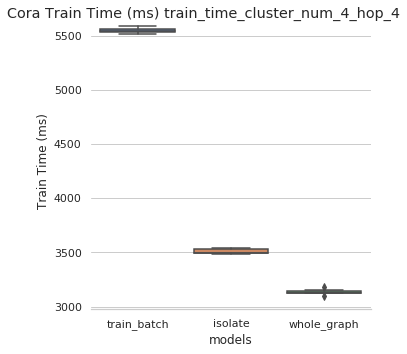 Cora Train Time (ms) train_time_cluster_num_4_hop_4
5500
5000
4500
4000
3500
3000
Train Time (ms)
train_batch
isolate
whole_graph
models